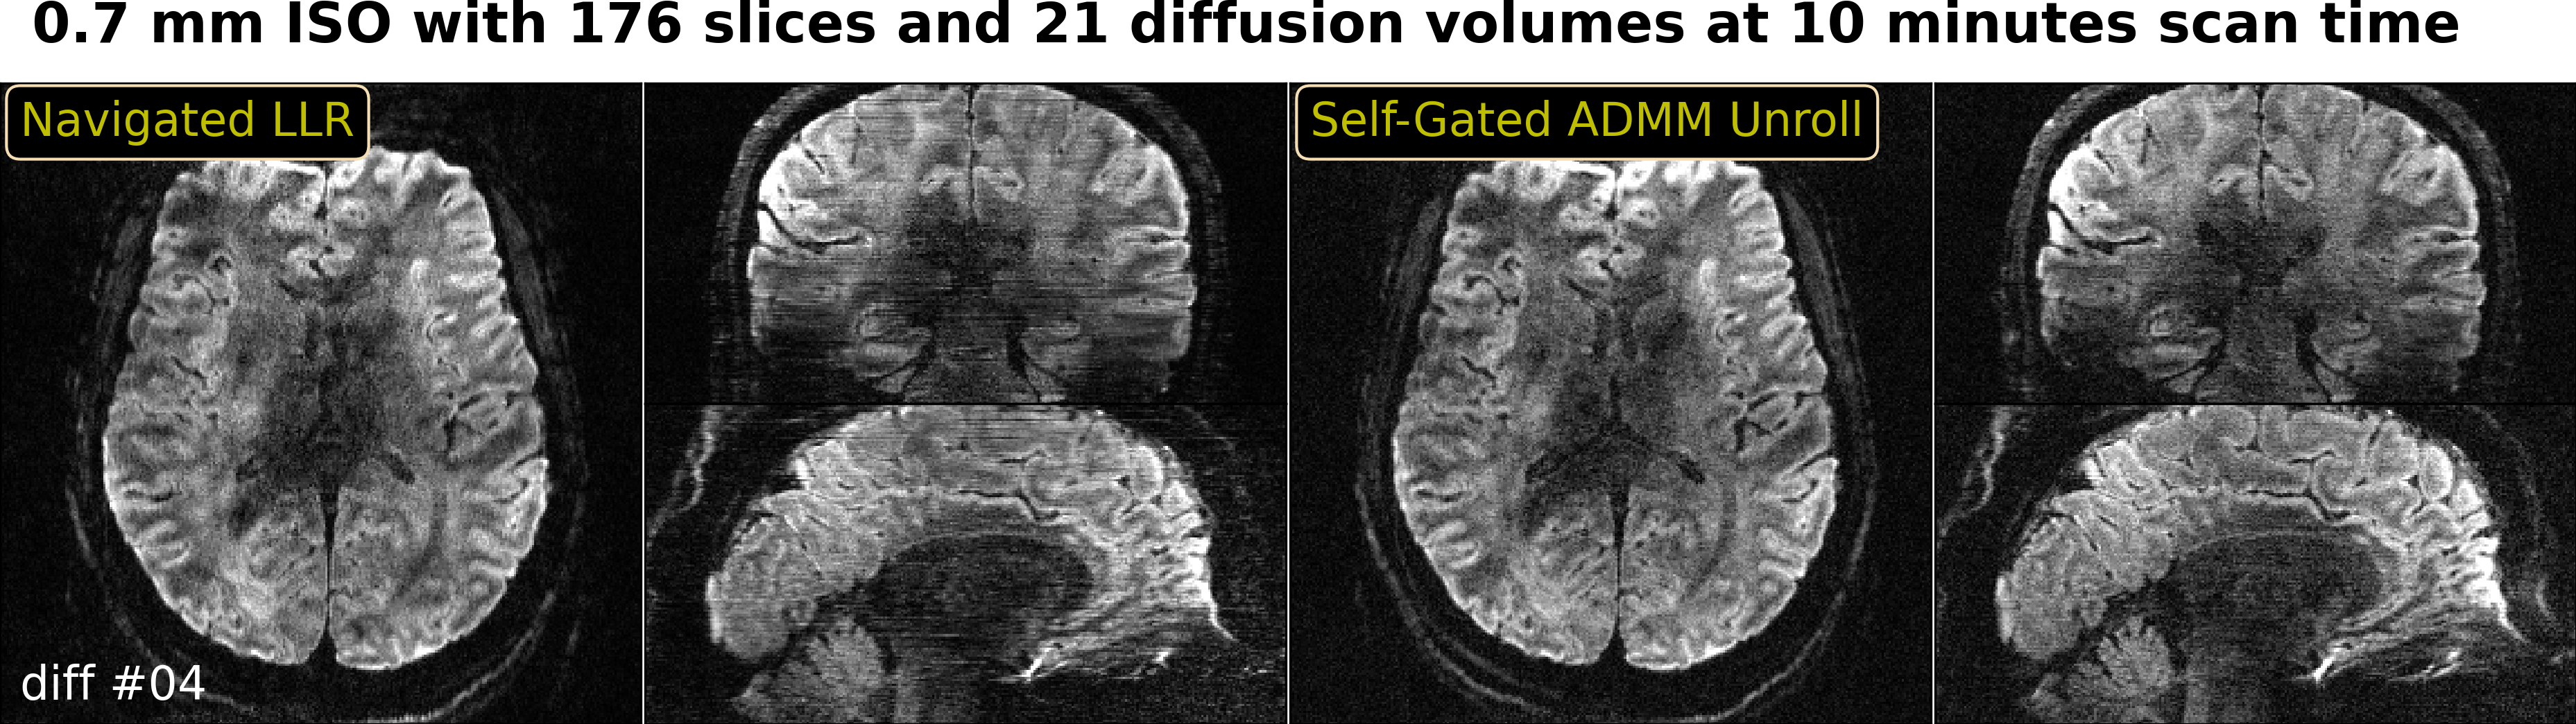 0.7 mm ISO with 176 slices and 21 diffusion volumes at 10 minutes scan time
Navigated LLR
Self-Gated ADMM Unroll
diff #04